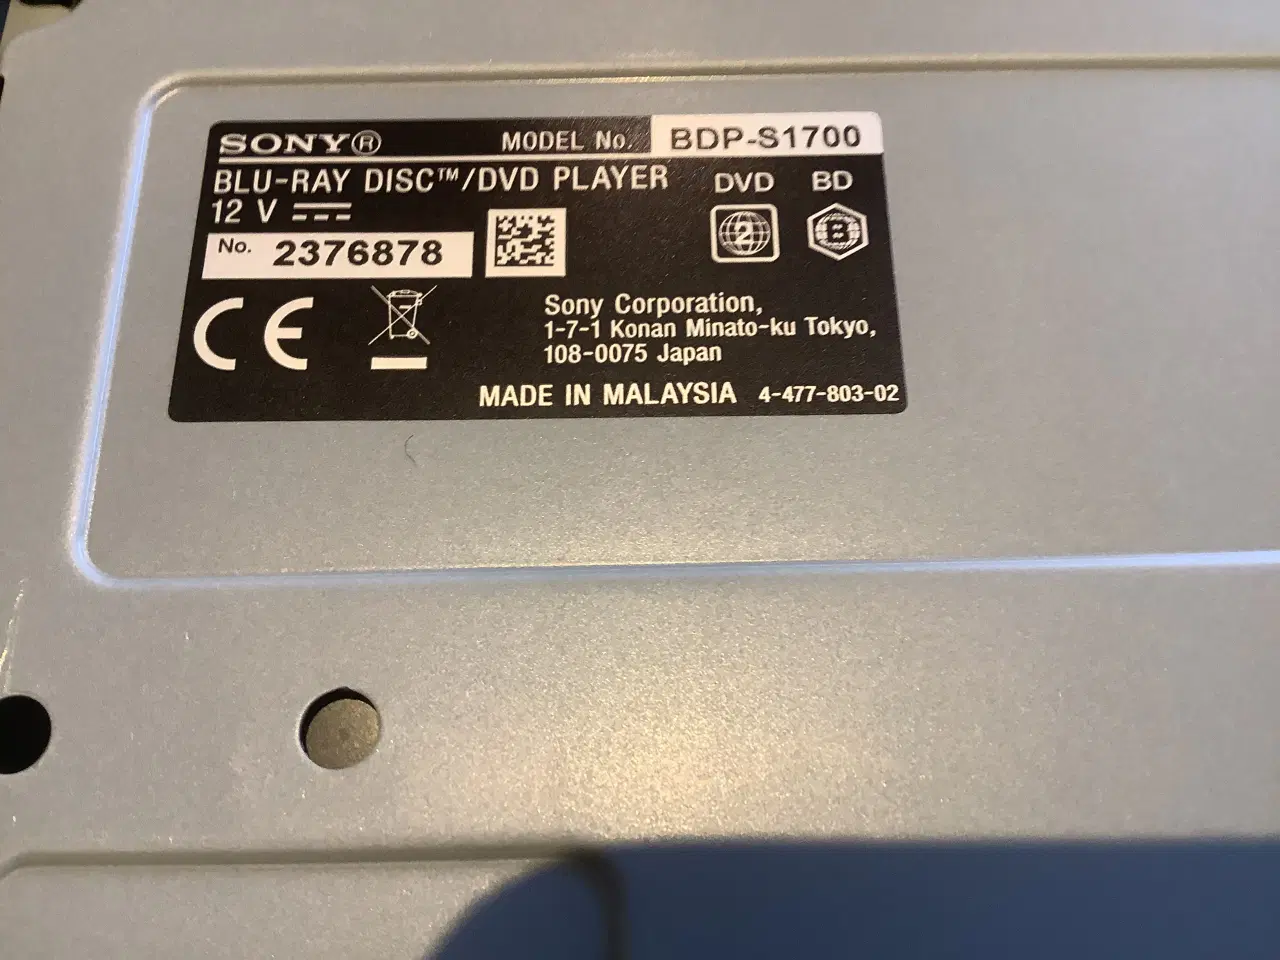 SONY® MODEL No. BDP-S1700
BLU-RAY DISC™/DVD PLAYER DVD BD
12 V
2 B
No. 2376878
CE
Sony Corporation,
1-7-1 Konan Minato-ku Tokyo,
108-0075 Japan
MADE IN MALAYSIA 4-477-803-02